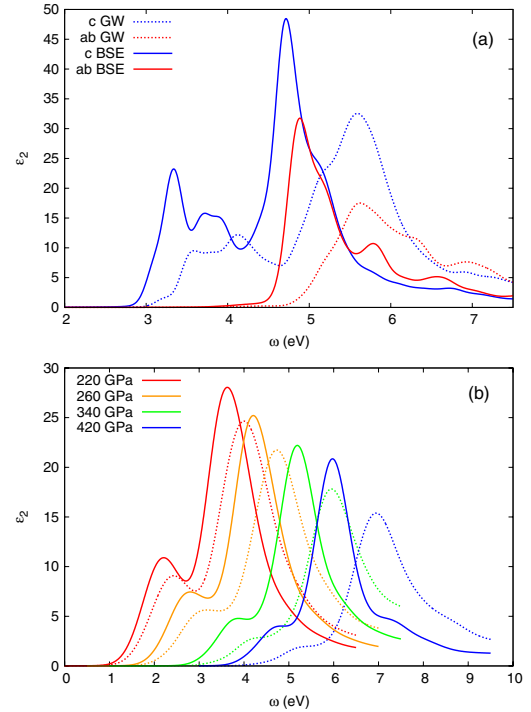 50
45
40
35
30
25
20
15
10
5
0
ε2
c GW
ab GW
c BSE
ab BSE
(a)
2 3 4 5 6 7
ω (eV)
30
25
20
15
10
5
0
ε2
220 GPa
260 GPa
340 GPa
420 GPa
(b)
0 1 2 3 4 5 6 7 8 9 10
ω (eV)